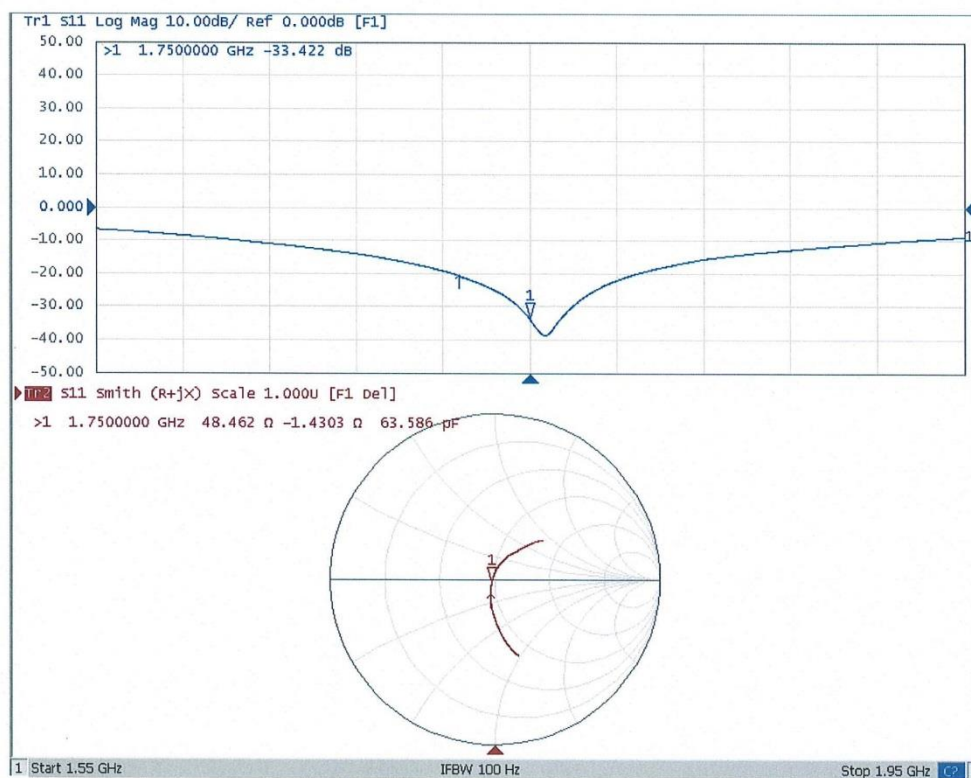 Tr1 S11 Log Mag 10.00dB/ Ref 0.000dB [F1]
50.00
>1 1.7500000 GHz -33.422 dB
40.00
30.00
20.00
10.00
0.000
-10.00
1
-20.00
1
-30.00
-40.00
-50.00
Tr2 S11 Smith (R+jX) Scale 1.000U [F1 Del]
>1 1.7500000 GHz 48.462 Ω -1.4303 Ω 63.586 pF
1
1 Start 1.55 GHz IFBW 100 Hz Stop 1.95 GHz C2